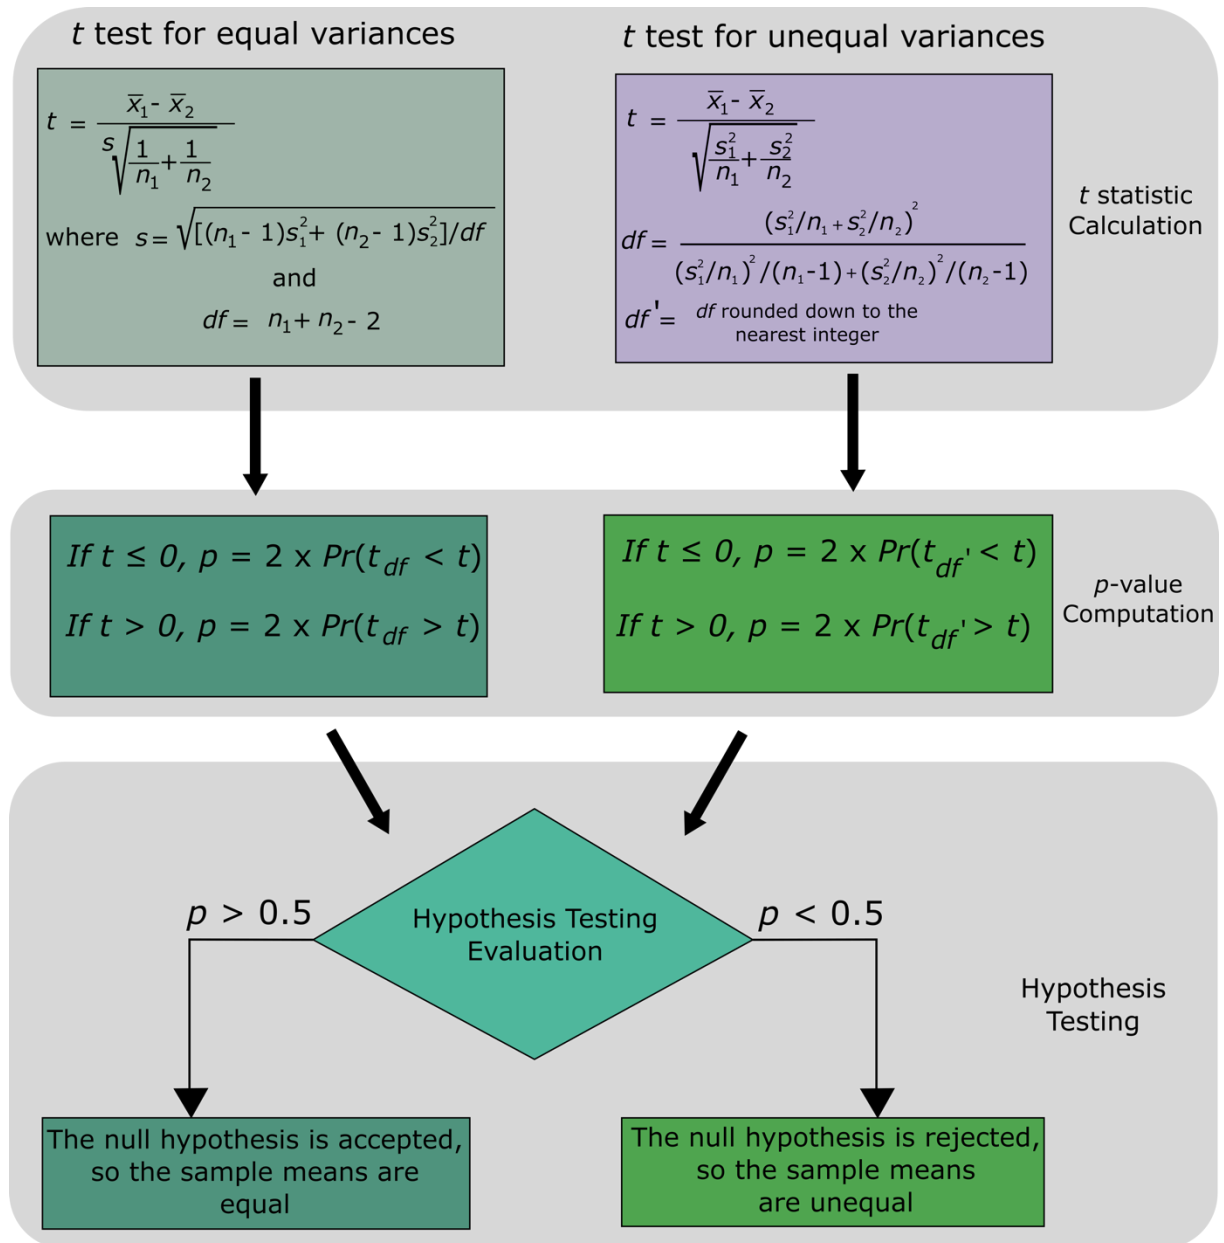 t test for equal variances
t = x̄₁ - x̄₂ / s√(1/n₁ + 1/n₂)
where s = √[(n₁ - 1)s₁² + (n₂ - 1)s₂²]/df
and
df = n₁ + n₂ - 2
t test for unequal variances
t = x̄₁ - x̄₂ / √(s₁²/n₁ + s₂²/n₂)
df = (s₁²/n₁ + s₂²/n₂)² / (s₁²/n₁)²/(n₁-1) + (s₂²/n₂)²/(n₂-1)
df' = df rounded down to the
nearest integer
t statistic
Calculation
If t ≤ 0, p = 2 x Pr(t_df < t)
If t > 0, p = 2 x Pr(t_df > t)
If t ≤ 0, p = 2 x Pr(t_df' < t)
If t > 0, p = 2 x Pr(t_df' > t)
p-value
Computation
p > 0.5
Hypothesis Testing
Evaluation
p < 0.5
Hypothesis
Testing
The null hypothesis is accepted,
so the sample means are
equal
The null hypothesis is rejected,
so the sample means
are unequal